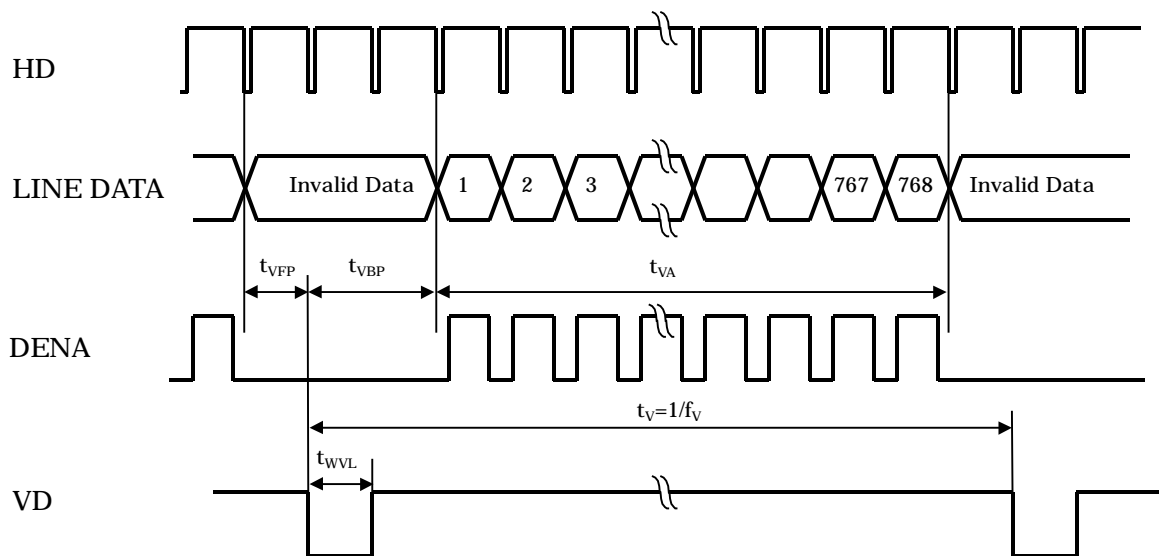 HD
LINE DATA
Invalid Data 1 2 3 767 768 Invalid Data
tVFP tVBP tVA
DENA
tV=1/fV
tWVL
VD